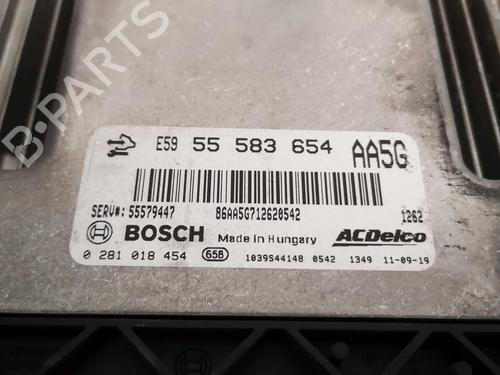 E59 55 583 654 AA5G
SERV#: 55579447 86AA5G712620542 1262
BOSCH Made in Hungary ACDelco
0 281 018 454 658 1039S44148 0542 1349 11-09-19
B-PARTS